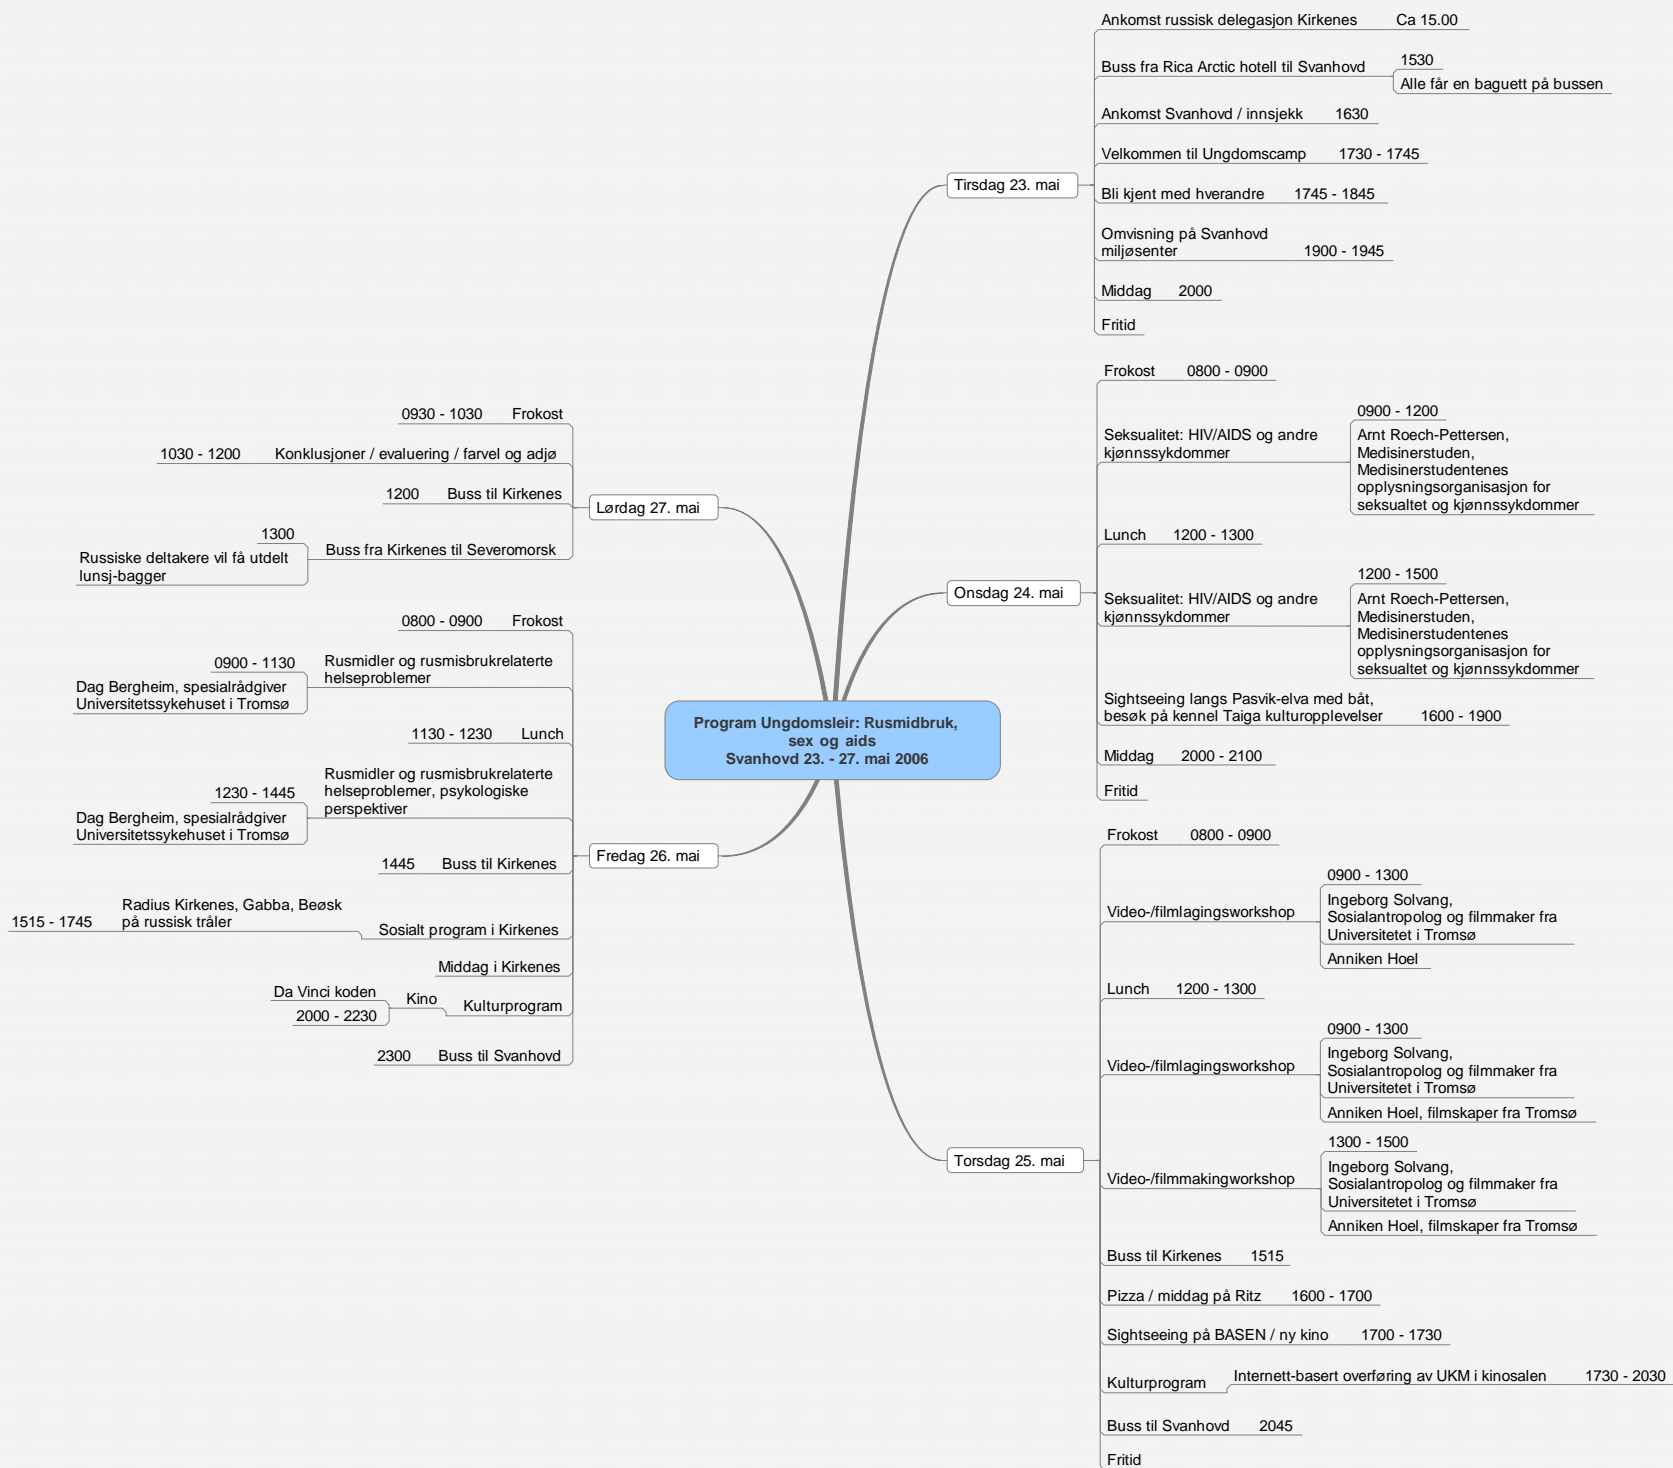 Program Ungdomsleir: Rusmidbruk,
sex og aids
Svanhovd 23. - 27. mai 2006
Tirsdag 23. mai
Ankomst russisk delegasjon Kirkenes Ca 15.00
Buss fra Rica Arctic hotell til Svanhovd
1530
Alle får en baguett på bussen
Ankomst Svanhovd / innsjekk 1630
Velkommen til Ungdomscamp 1730 - 1745
Bli kjent med hverandre 1745 - 1845
Omvisning på Svanhovd
miljøsenter 1900 - 1945
Middag 2000
Fritid
Onsdag 24. mai
Frokost 0800 - 0900
Seksualitet: HIV/AIDS og andre
kjønnssykdommer
0900 - 1200
Arnt Roech-Pettersen,
Medisinerstuden,
Medisinerstudentenes
opplysningsorganisasjon for
seksualtet og kjønnssykdommer
Lunch 1200 - 1300
Seksualitet: HIV/AIDS og andre
kjønnssykdommer
1200 - 1500
Arnt Roech-Pettersen,
Medisinerstuden,
Medisinerstudentenes
opplysningsorganisasjon for
seksualtet og kjønnssykdommer
Sightseeing langs Pasvik-elva med båt,
besøk på kennel Taiga kulturopplevelser 1600 - 1900
Middag 2000 - 2100
Fritid
Torsdag 25. mai
Frokost 0800 - 0900
Video-/filmlagingsworkshop
0900 - 1300
Ingeborg Solvang,
Sosialantropolog og filmmaker fra
Universitetet i Tromsø
Anniken Hoel
Lunch 1200 - 1300
Video-/filmlagingsworkshop
0900 - 1300
Ingeborg Solvang,
Sosialantropolog og filmmaker fra
Universitetet i Tromsø
Anniken Hoel, filmskaper fra Tromsø
Video-/filmmakingworkshop
1300 - 1500
Ingeborg Solvang,
Sosialantropolog og filmmaker fra
Universitetet i Tromsø
Anniken Hoel, filmskaper fra Tromsø
Buss til Kirkenes 1515
Pizza / middag på Ritz 1600 - 1700
Sightseeing på BASEN / ny kino 1700 - 1730
Kulturprogram Internett-basert overføring av UKM i kinosalen 1730 - 2030
Buss til Svanhovd 2045
Fritid
Fredag 26. mai
0800 - 0900 Frokost
Rusmidler og rusmisbrukrelaterte
helseproblemer
0900 - 1130
Dag Bergheim, spesialrådgiver
Universitetssykehuset i Tromsø
1130 - 1230 Lunch
Rusmidler og rusmisbrukrelaterte
helseproblemer, psykologiske
perspektiver
1230 - 1445
Dag Bergheim, spesialrådgiver
Universitetssykehuset i Tromsø
1445 Buss til Kirkenes
Sosialt program i Kirkenes
Radius Kirkenes, Gabba, Beøsk
på russisk tråler
1515 - 1745
Middag i Kirkenes
Kulturprogram
Kino
Da Vinci koden
2000 - 2230
2300 Buss til Svanhovd
Lørdag 27. mai
0930 - 1030 Frokost
1030 - 1200 Konklusjoner / evaluering / farvel og adjø
1200 Buss til Kirkenes
Buss fra Kirkenes til Severomorsk
1300
Russiske deltakere vil få utdelt
lunsj-bagger